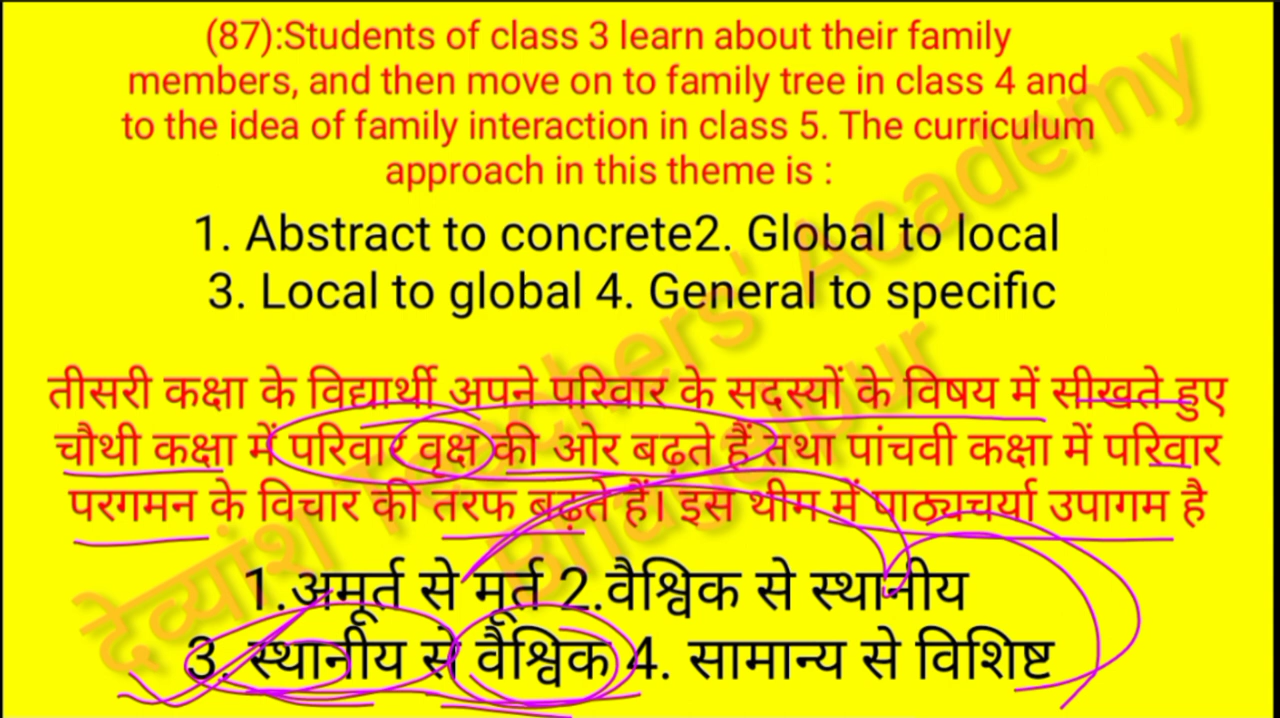 (87):Students of class 3 learn about their family
members, and then move on to family tree in class 4 and
to the idea of family interaction in class 5. The curriculum
approach in this theme is :
1. Abstract to concrete2. Global to local
3. Local to global 4. General to specific
तीसरी कक्षा के विद्यार्थी अपने परिवार के सदस्यों के विषय में सीखते हुए
चौथी कक्षा में परिवार वृक्ष की ओर बढ़ते हैं तथा पांचवी कक्षा में परिवार
परगमन के विचार की तरफ बढ़ते हैं। इस थीम में पाठ्यचर्या उपागम है
1.अमूर्त से मूर्त 2.वैश्विक से स्थानीय
3. स्थानीय से वैश्विक 4. सामान्य से विशिष्ट
देव्यांश Teachers' Academy
Bhagalpur